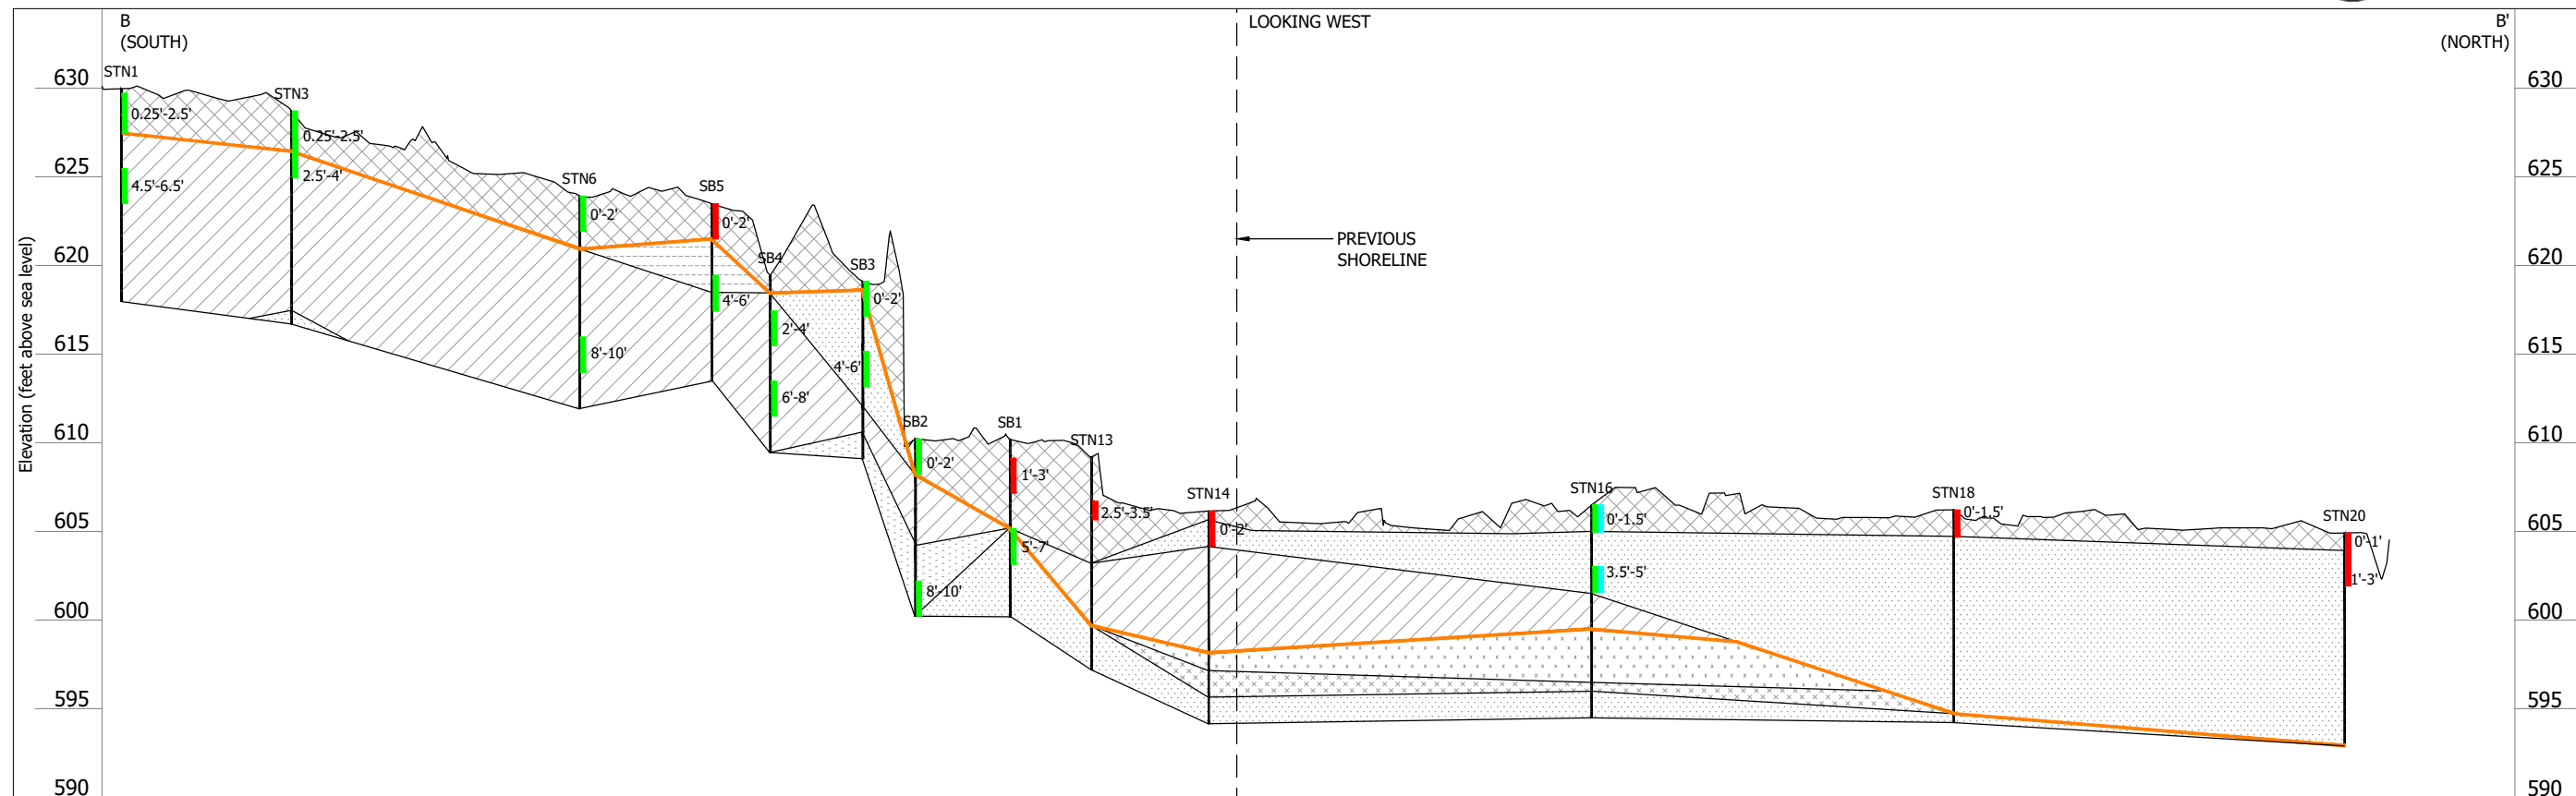 B
(SOUTH)
LOOKING WEST
B'
(NORTH)
STN1
630
630
STN3
0.25'-2.5'
0.25'-2.5'
625
4.5'-6.5'
2.5'-4'
STN6
SB5
625
0'-2'
0'-2'
PREVIOUS
SHORELINE
620
SB4
SB3
620
4'-6'
0'-2'
2'-4'
615
8'-10'
4'-6'
615
6'-8'
Elevation (feet above sea level)
610
SB2
SB1
STN13
610
0'-2'
1'-3'
STN14
STN16
STN18
2.5'-3.5'
0'-1.5'
0'-1.5'
605
0'-2'
STN20
605
5'-7'
0'-1'
3.5'-5'
1'-3'
8'-10'
600
600
595
595
590
590